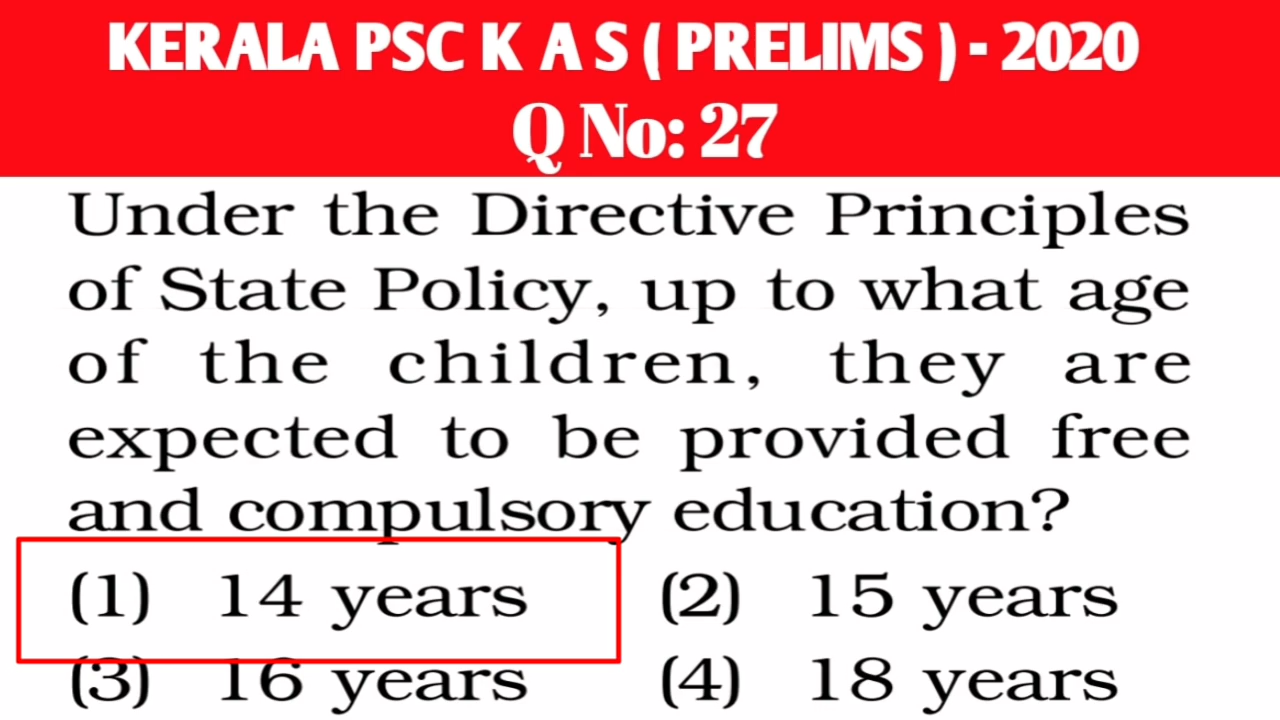 KERALA PSC K A S ( PRELIMS ) - 2020
Q No: 27
Under the Directive Principles
of State Policy, up to what age
of the children, they are
expected to be provided free
and compulsory education?
(1) 14 years (2) 15 years
(3) 16 years (4) 18 years